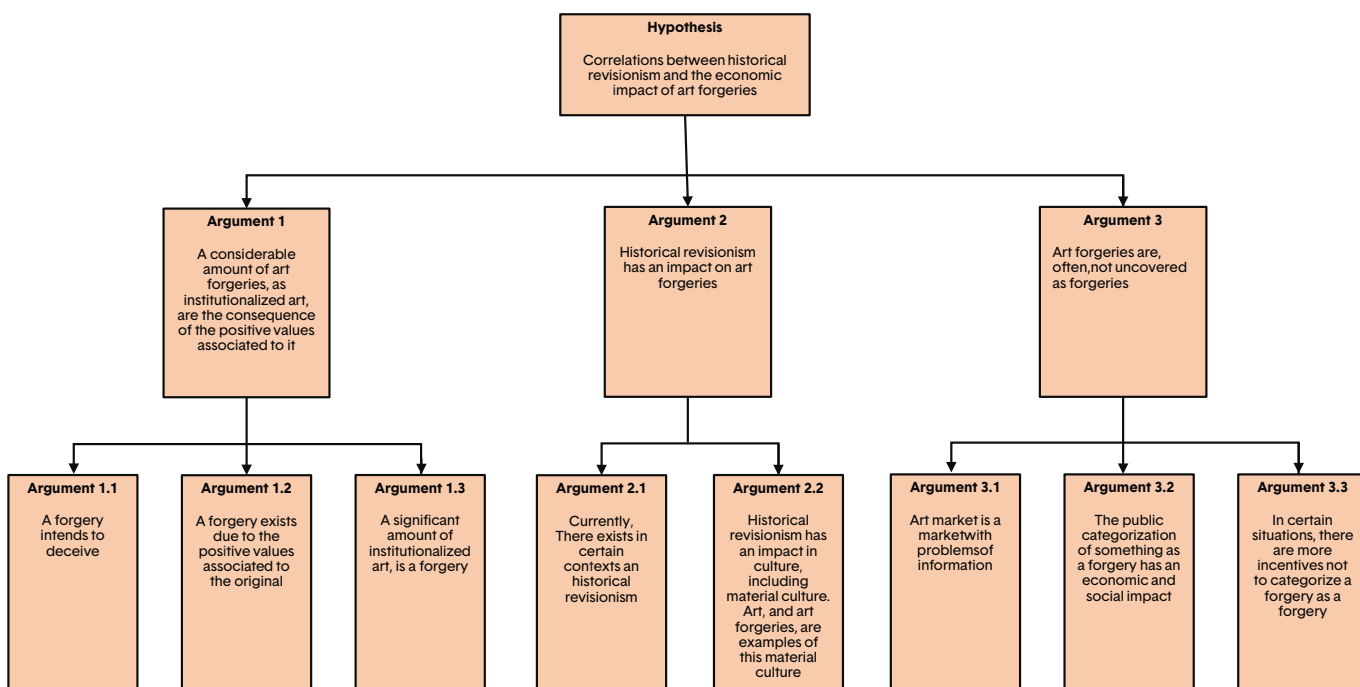 Hypothesis
Correlations between historical
revisionism and the economic
impact of art forgeries
Argument 1
A considerable
amount of art
forgeries, as
institutionalized art,
are the consequence
of the positive values
associated to it
Argument 2
Historical revisionism
has an impact on art
forgeries
Argument 3
Art forgeries are,
often,not uncovered
as forgeries
Argument 1.1
A forgery
intends to
deceive
Argument 1.2
A forgery exists
due to the
positive values
associated to
the original
Argument 1.3
A significant
amount of
institutionalized
art, is a forgery
Argument 2.1
Currently,
There exists in
certain
contexts an
historical
revisionism
Argument 2.2
Historical
revisionism has
an impact in
culture,
including
material culture.
Art, and art
forgeries, are
examples of
this material
culture
Argument 3.1
Art market is a
marketwith
problemsof
information
Argument 3.2
The public
categorization
of something as
a forgery has an
economic and
social impact
Argument 3.3
In certain
situations, there
are more
incentives not
to categorize a
forgery as a
forgery